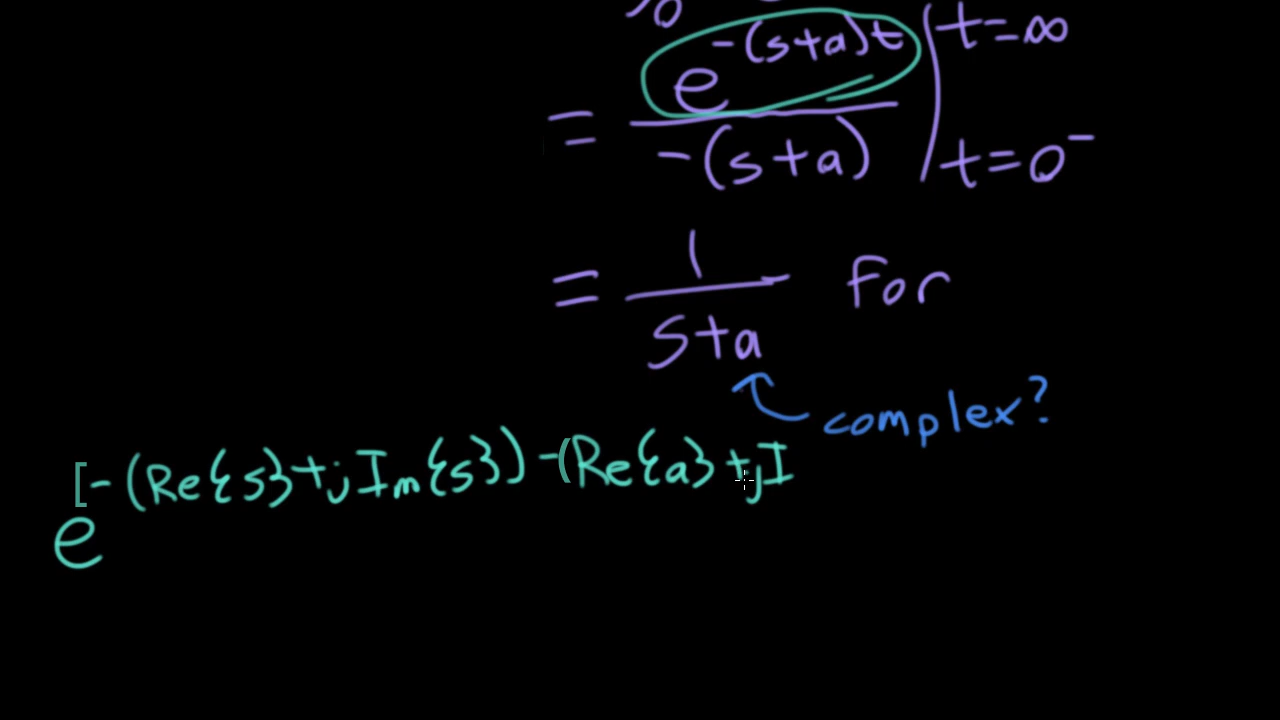 e^{-(s+a)t} | t=∞
= ―――――
-(s+a) | t=0⁻
= 1/(s+a) for
complex?
e^{[-(Re{s}+jIm{s})-(Re{a}+jI